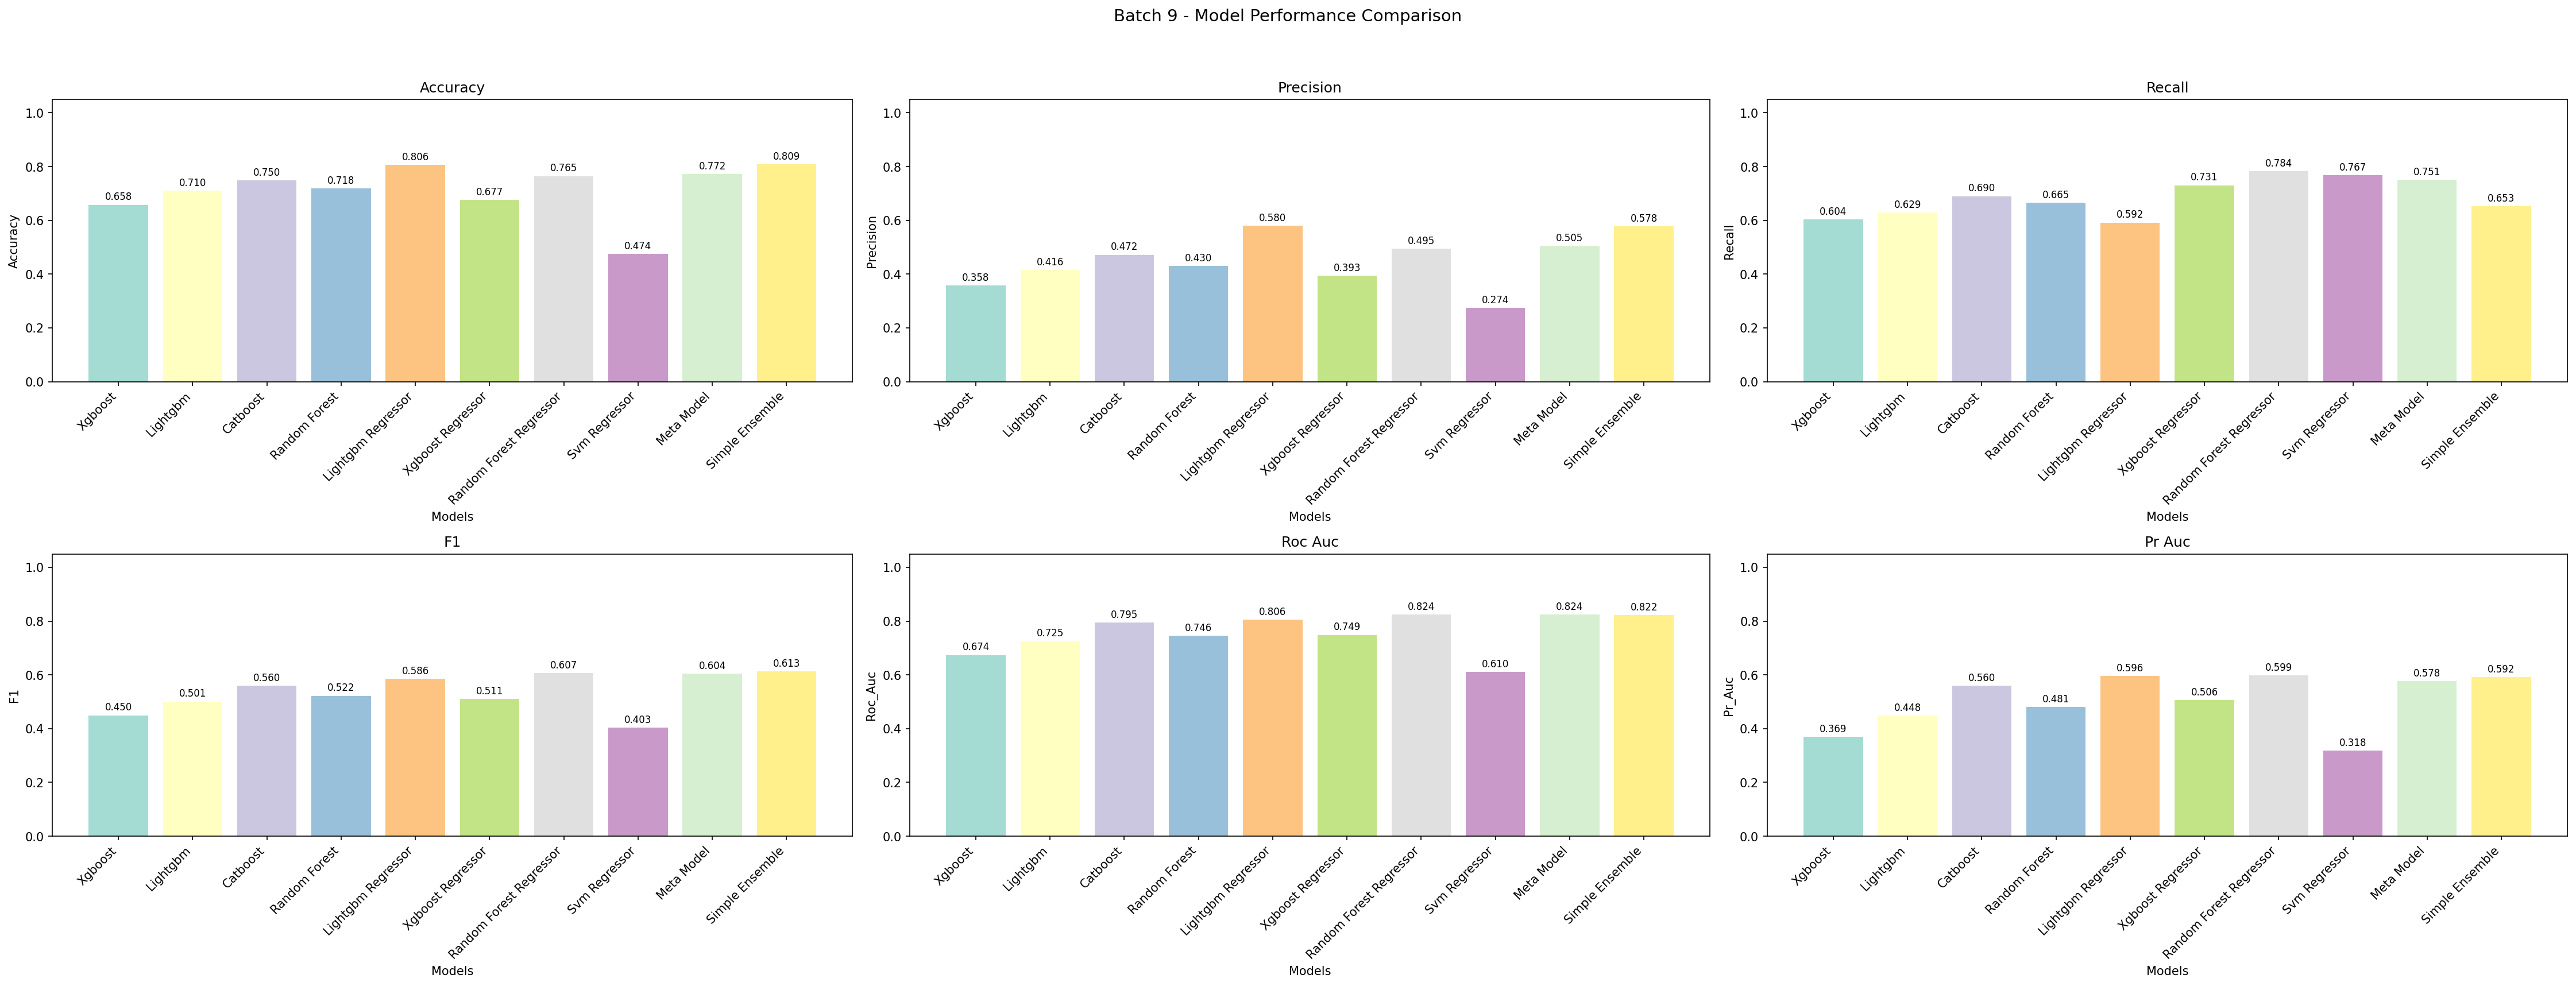 Batch 9 - Model Performance Comparison
Accuracy
Accuracy
1.0
0.8
0.6
0.4
0.2
0.0
0.658
0.710
0.750
0.718
0.806
0.677
0.765
0.474
0.772
0.809
Xgboost
Lightgbm
Catboost
Random Forest
Lightgbm Regressor
Xgboost Regressor
Random Forest Regressor
Svm Regressor
Meta Model
Simple Ensemble
Models
Precision
Precision
1.0
0.8
0.6
0.4
0.2
0.0
0.358
0.416
0.472
0.430
0.580
0.393
0.495
0.274
0.505
0.578
Xgboost
Lightgbm
Catboost
Random Forest
Lightgbm Regressor
Xgboost Regressor
Random Forest Regressor
Svm Regressor
Meta Model
Simple Ensemble
Models
Recall
Recall
1.0
0.8
0.6
0.4
0.2
0.0
0.604
0.629
0.690
0.665
0.592
0.731
0.784
0.767
0.751
0.653
Xgboost
Lightgbm
Catboost
Random Forest
Lightgbm Regressor
Xgboost Regressor
Random Forest Regressor
Svm Regressor
Meta Model
Simple Ensemble
Models
F1
F1
1.0
0.8
0.6
0.4
0.2
0.0
0.450
0.501
0.560
0.522
0.586
0.511
0.607
0.403
0.604
0.613
Xgboost
Lightgbm
Catboost
Random Forest
Lightgbm Regressor
Xgboost Regressor
Random Forest Regressor
Svm Regressor
Meta Model
Simple Ensemble
Models
Roc Auc
Roc_Auc
1.0
0.8
0.6
0.4
0.2
0.0
0.674
0.725
0.795
0.746
0.806
0.749
0.824
0.610
0.824
0.822
Xgboost
Lightgbm
Catboost
Random Forest
Lightgbm Regressor
Xgboost Regressor
Random Forest Regressor
Svm Regressor
Meta Model
Simple Ensemble
Models
Pr Auc
Pr_Auc
1.0
0.8
0.6
0.4
0.2
0.0
0.369
0.448
0.560
0.481
0.596
0.506
0.599
0.318
0.578
0.592
Xgboost
Lightgbm
Catboost
Random Forest
Lightgbm Regressor
Xgboost Regressor
Random Forest Regressor
Svm Regressor
Meta Model
Simple Ensemble
Models